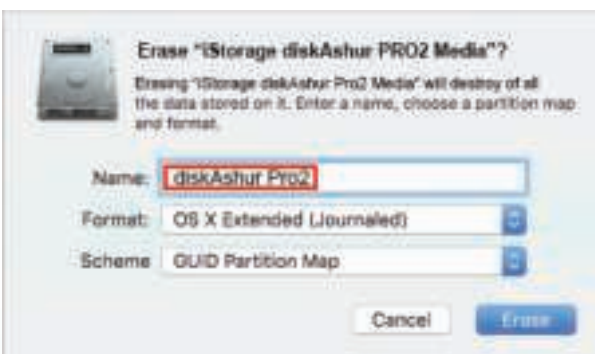 Erase "iStorage diskAshur PRO2 Media"?
Erasing "iStorage diskAshur Pro2 Media" will destroy of all
the data stored on it. Enter a name, choose a partition map
and format.
Name: diskAshur Pro2
Format: OS X Extended (Journaled)
Scheme GUID Partition Map
Cancel Erase